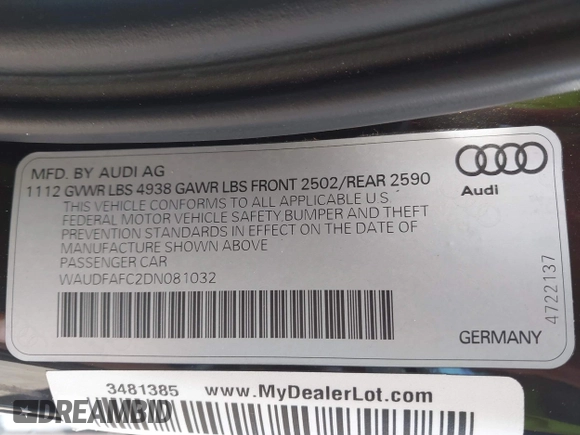 MFD. BY AUDI AG
1112 GVWR LBS 4938 GAWR LBS FRONT 2502/REAR 2590
THIS VEHICLE CONFORMS TO ALL APPLICABLE U S
FEDERAL MOTOR VEHICLE SAFETY,BUMPER AND THEFT
PREVENTION STANDARDS IN EFFECT ON THE DATE OF
MANUFACTURE SHOWN ABOVE
PASSENGER CAR
WAUDFAFC2DN081032
Audi
4722137
GERMANY
3481385 www.MyDealerLot.com
DREAMBID